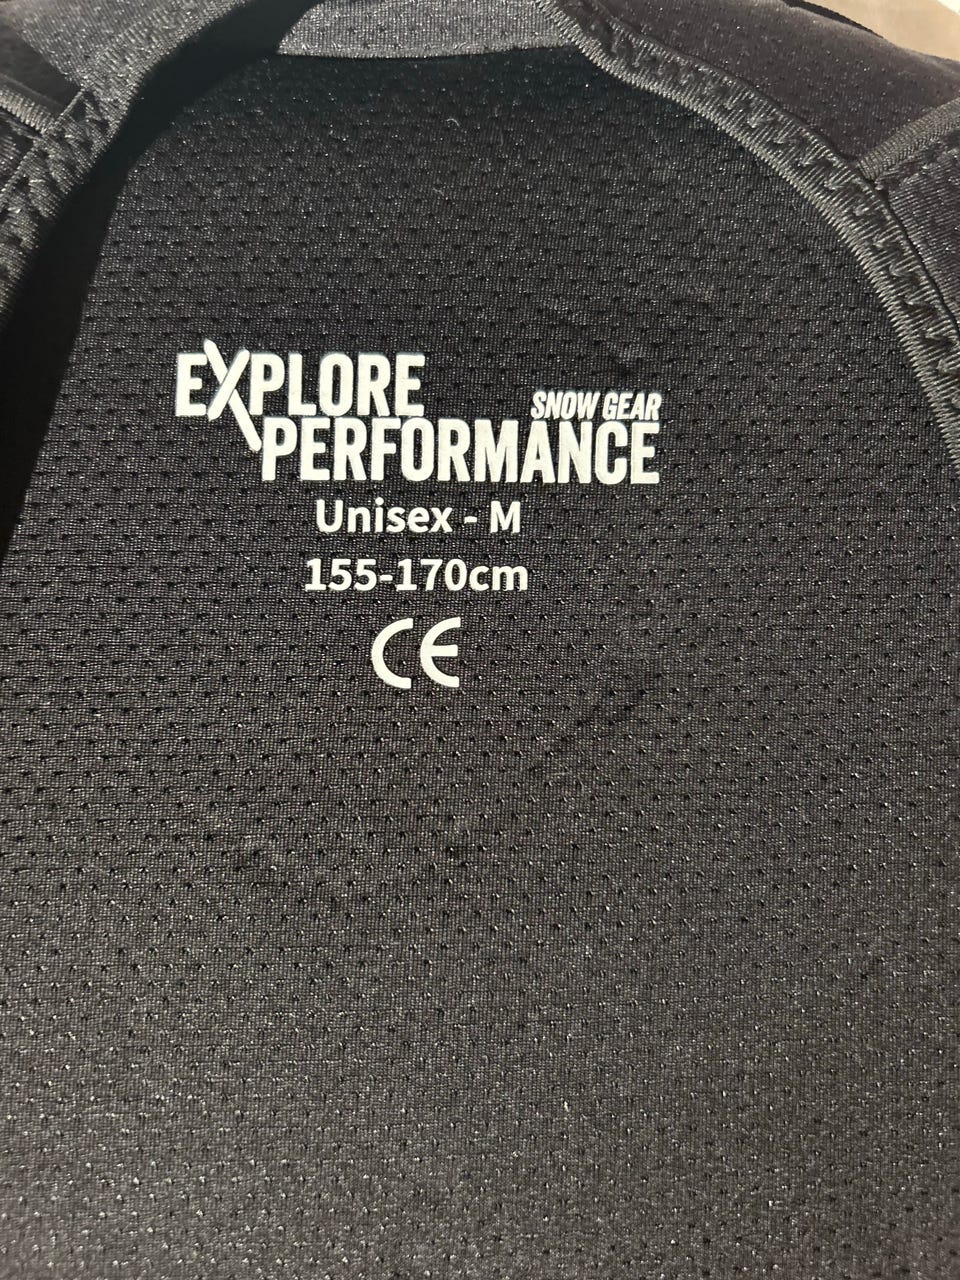 EXPLORE
SNOW GEAR
PERFORMANCE
Unisex - M
155-170cm
CE